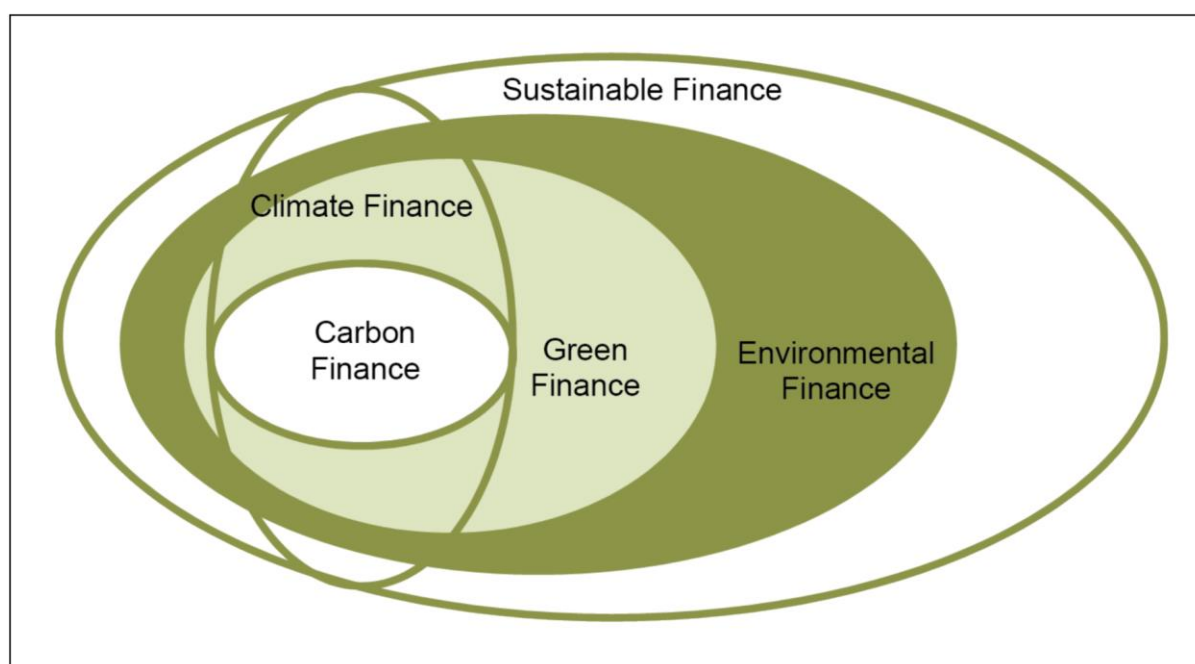 Sustainable Finance
Climate Finance
Carbon
Finance
Green
Finance
Environmental
Finance